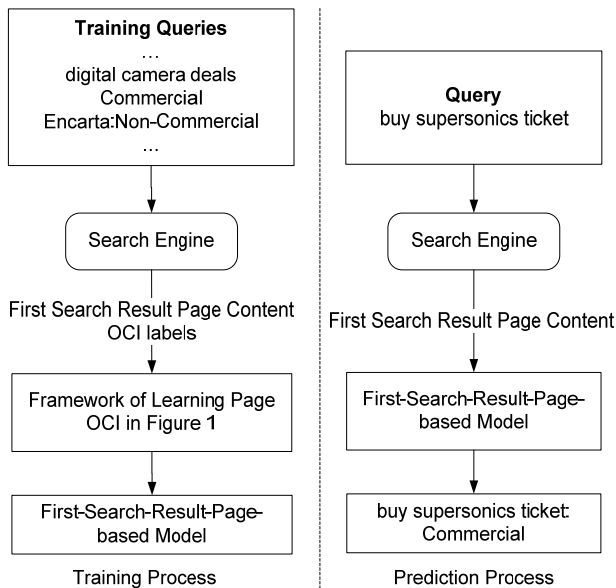 Training Queries
...
digital camera deals
Commercial
Encarta:Non-Commercial
...
Search Engine
First Search Result Page Content
OCI labels
Framework of Learning Page
OCI in Figure 1
First-Search-Result-Page-
based Model
Training Process
Query
buy supersonics ticket
Search Engine
First Search Result Page Content
First-Search-Result-Page-
based Model
buy supersonics ticket:
Commercial
Prediction Process